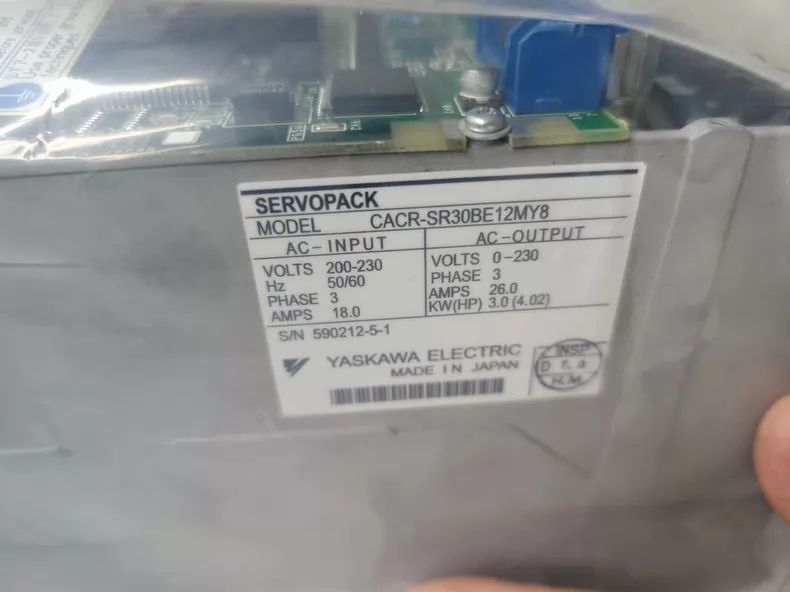 SERVOPACK
MODEL CACR-SR30BE12MY8
AC-INPUT
VOLTS 200-230
Hz 50/60
PHASE 3
AMPS 18.0
AC-OUTPUT
VOLTS 0-230
PHASE 3
AMPS 26.0
KW(HP) 3.0 (4.02)
S/N 590212-5-1
YASKAWA ELECTRIC
MADE IN JAPAN
INSP
D
H.M